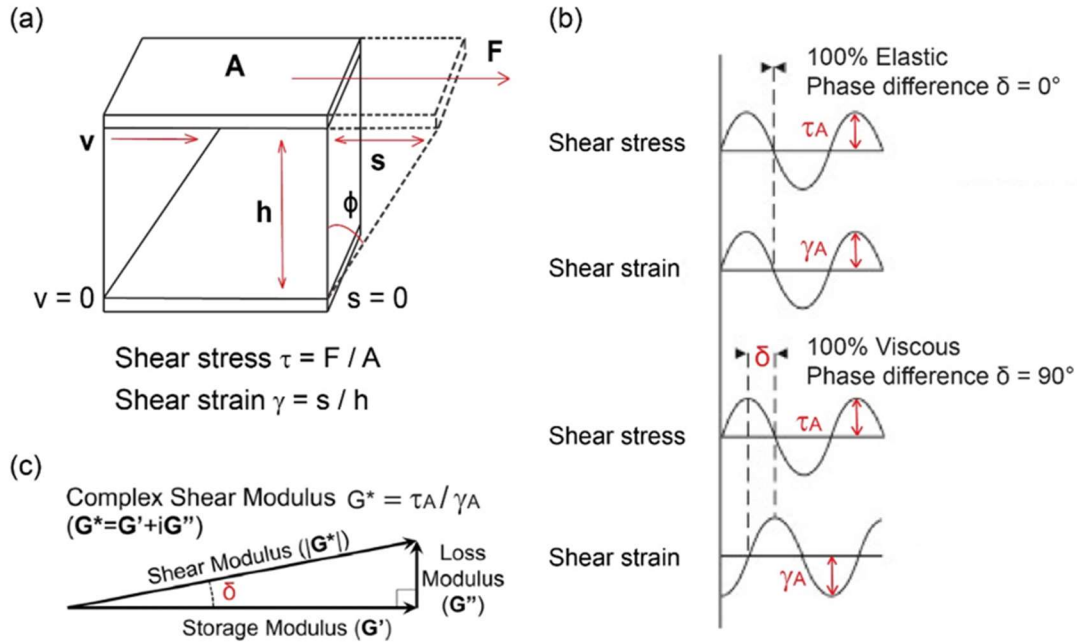 (a)
A
F
v
s
h
ϕ
v = 0
s = 0
Shear stress τ = F / A
Shear strain γ = s / h
(b)
100% Elastic
Phase difference δ = 0°
Shear stress
τA
Shear strain
γA
δ
100% Viscous
Phase difference δ = 90°
Shear stress
τA
Shear strain
γA
(c)
Complex Shear Modulus G* = τA/γA
(G*=G'+iG")
Shear Modulus (|G*|)
δ
Loss
Modulus
(G")
Storage Modulus (G')